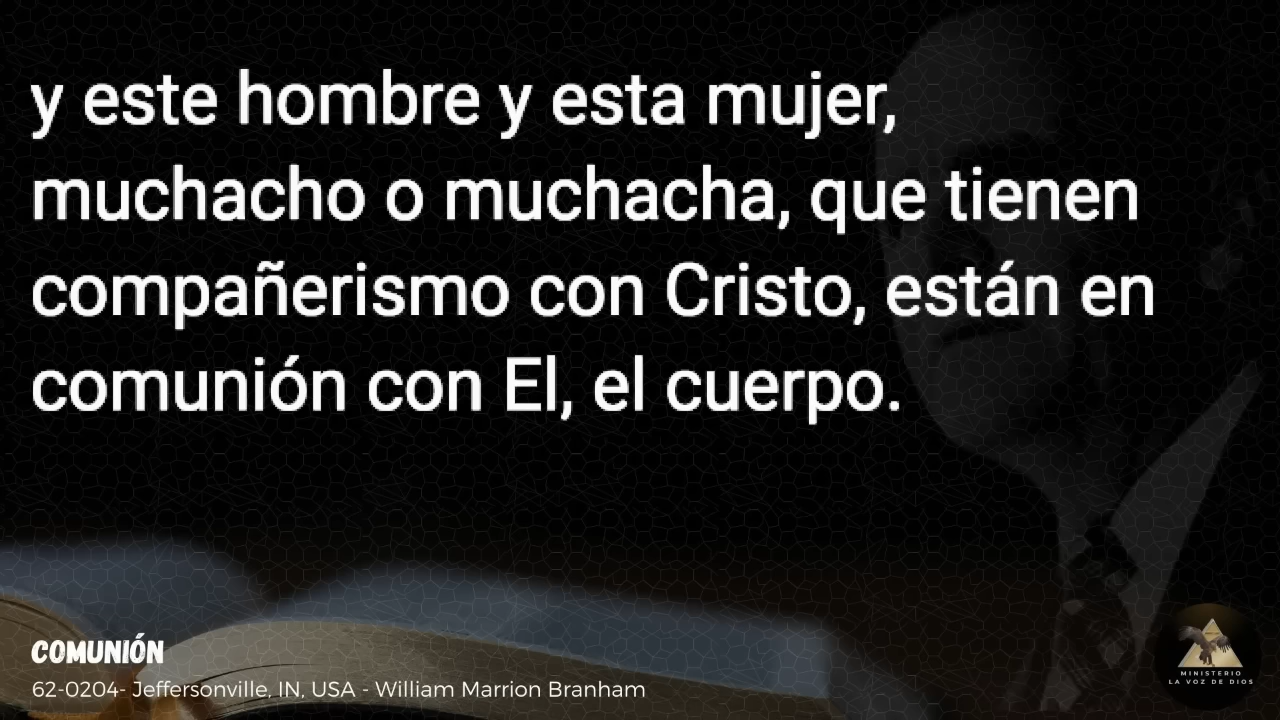 y este hombre y esta mujer,
muchacho o muchacha, que tienen
compañerismo con Cristo, están en
comunión con El, el cuerpo.
COMUNIÓN
62-0204- Jeffersonville, IN, USA - William Marrion Branham
MINISTERIO
LA VOZ DE DIOS